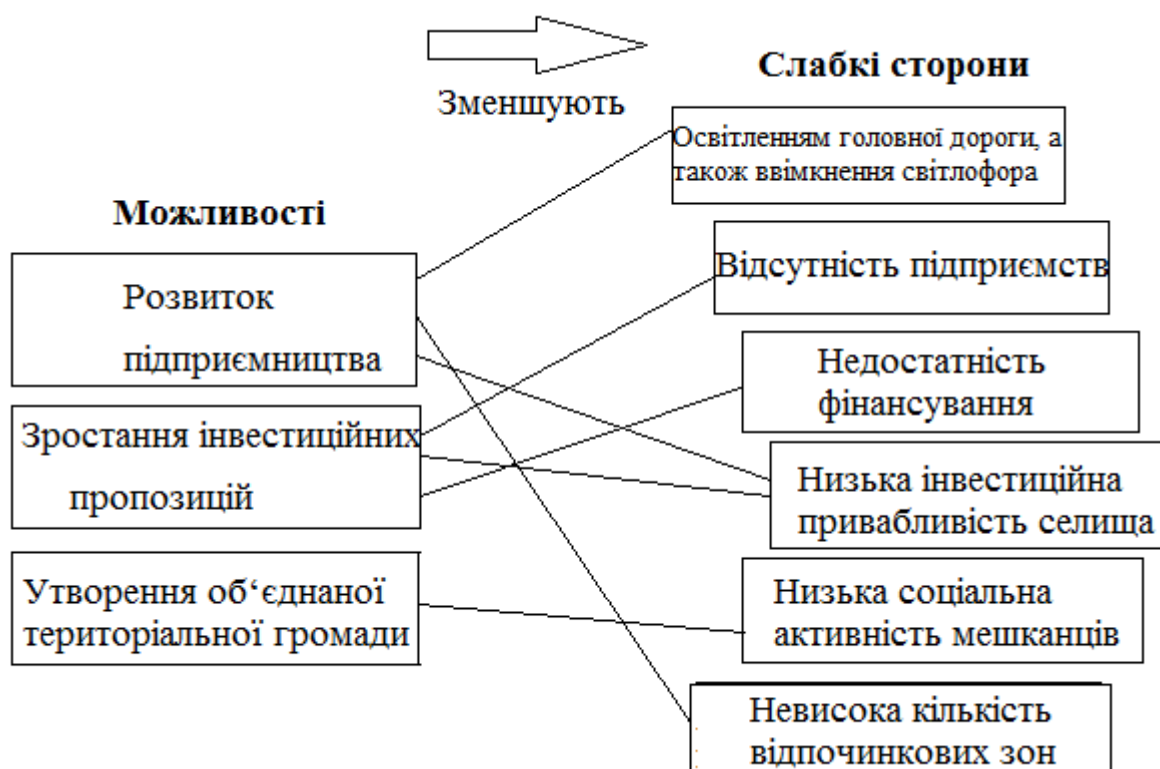 Зменшують
Слабкі сторони
Освітленням головної дороги, а
також ввімкнення світлофора
Можливості
Відсутність підприємств
Розвиток
підприємництва
Недостатність
фінансування
Зростання інвестиційних
пропозицій
Низька інвестиційна
привабливість селища
Утворення об‘єднаної
територіальної громади
Низька соціальна
активність мешканців
Невисока кількість
відпочинкових зон